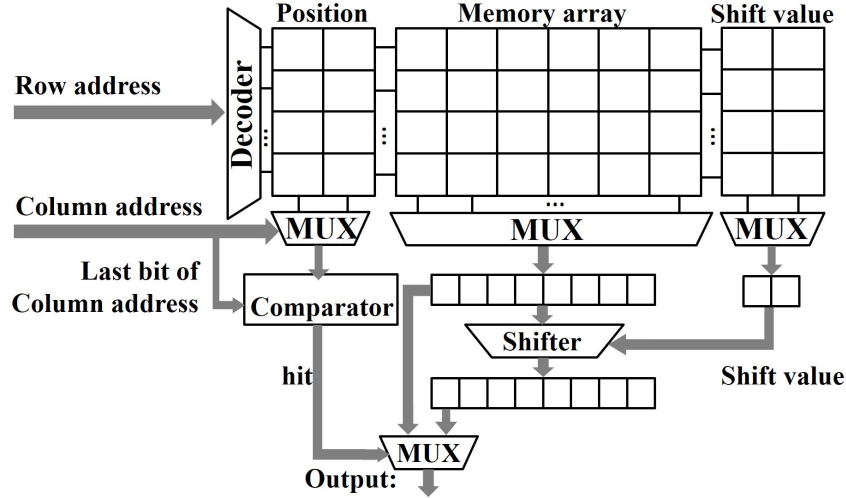 Position
Memory array
Shift value
Row address
Decoder
...
...
...
Column address
...
MUX
MUX
MUX
Last bit of
Column address
Comparator
Shifter
hit
Shift value
MUX
Output: